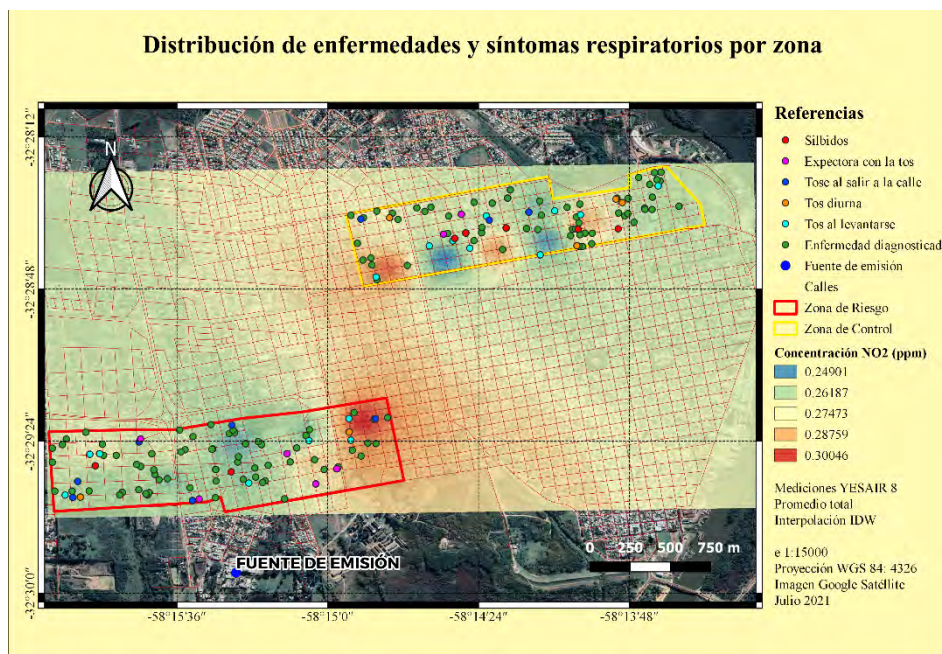 Distribución de enfermedades y síntomas respiratorios por zona
-32°28'12"
-32°28'48"
-32°29'24"
-32°30'0"
N
FUENTE DE EMISIÓN
0 250 500 750 m
-58°15'36"
-58°15'0"
-58°14'24"
-58°13'48"
Referencias
Silbidos
Expectora con la tos
Tose al salir a la calle
Tos diurna
Tos al levantarse
Enfermedad diagnosticad
Fuente de emisión
Calles
Zona de Riesgo
Zona de Control
Concentración NO2 (ppm)
0.24901
0.26187
0.27473
0.28759
0.30046
Mediciones YESAIR 8
Promedio total
Interpolación IDW
e 1:15000
Proyección WGS 84: 4326
Imagen Google Satéllite
Julio 2021